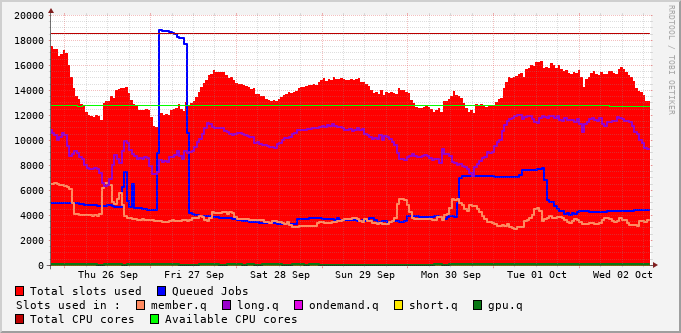 20000
18000
16000
14000
12000
10000
8000
6000
4000
2000
0
Thu 26 Sep Fri 27 Sep Sat 28 Sep Sun 29 Sep Mon 30 Sep Tue 01 Oct Wed 02 Oct
RRDTOOL / TOBI OETIKER
Total slots used Queued Jobs
Slots used in : member.q long.q ondemand.q short.q gpu.q
Total CPU cores Available CPU cores